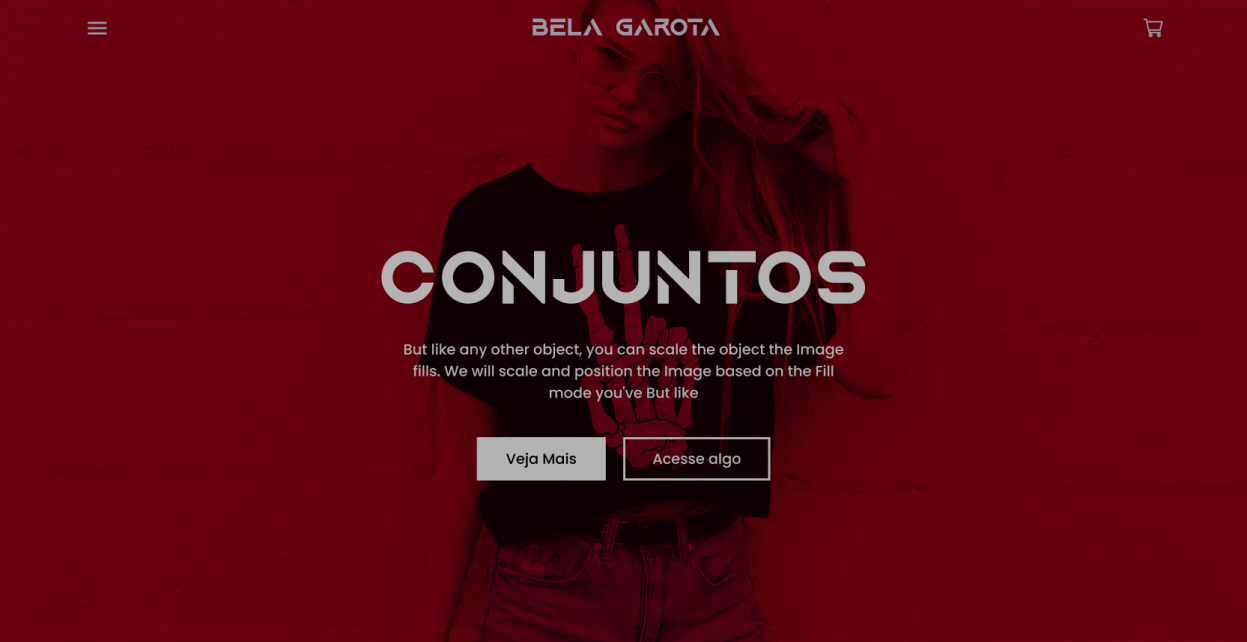 BELA GAROTA
CONJUNTOS
But like any other object, you can scale the object the Image
fills. We will scale and position the Image based on the Fill
mode you've But like
Veja Mais
Acesse algo